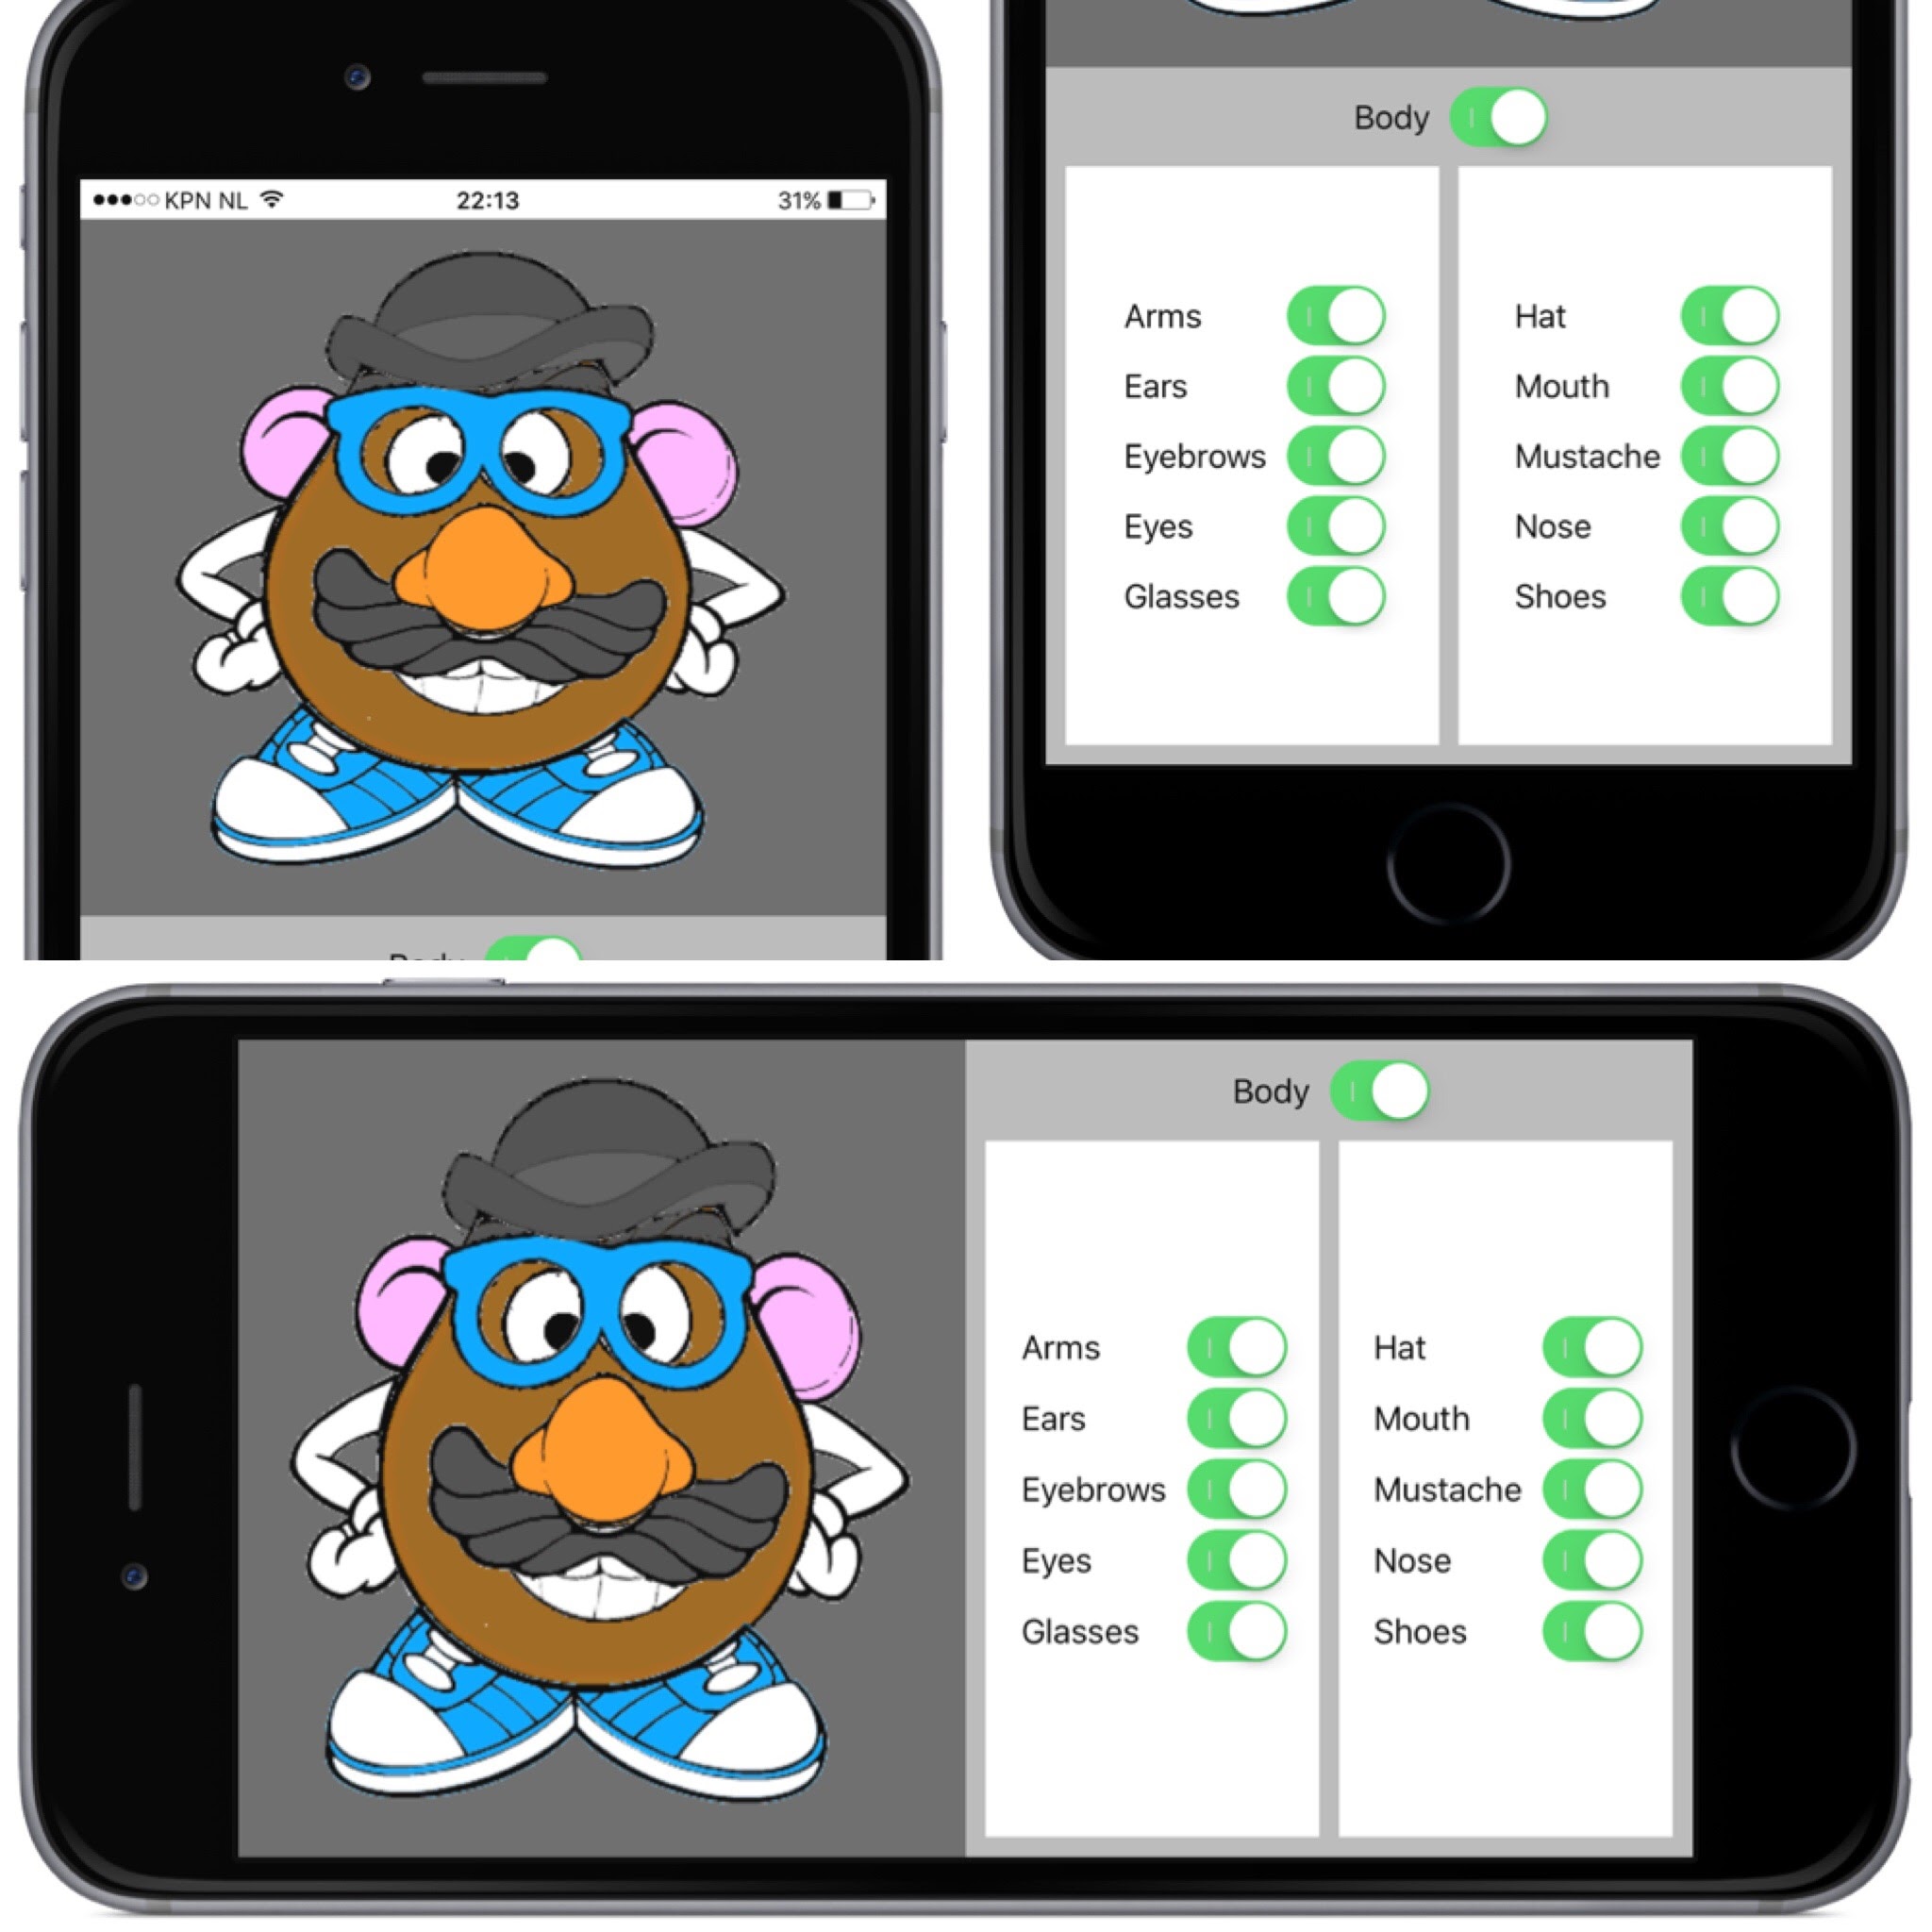 KPN NL 22:13 31%
Body
Body
Arms
Ears
Eyebrows
Eyes
Glasses
Hat
Mouth
Mustache
Nose
Shoes
Body
Arms
Ears
Eyebrows
Eyes
Glasses
Hat
Mouth
Mustache
Nose
Shoes